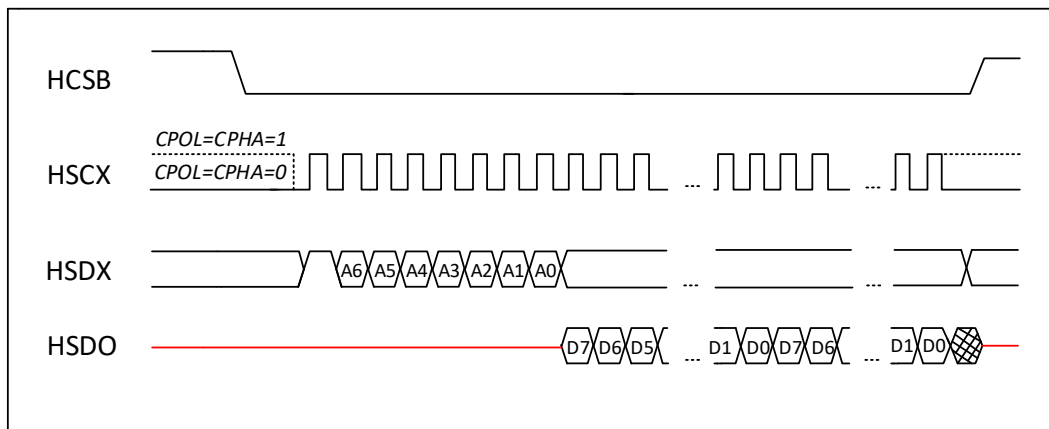 HCSB
CPOL=CPHA=1
HSCX
CPOL=CPHA=0
... ...
HSDX
A6 A5 A4 A3 A2 A1 A0
... ...
HSDO
D7 D6 D5 ... D1 D0 D7 D6 ... D1 D0